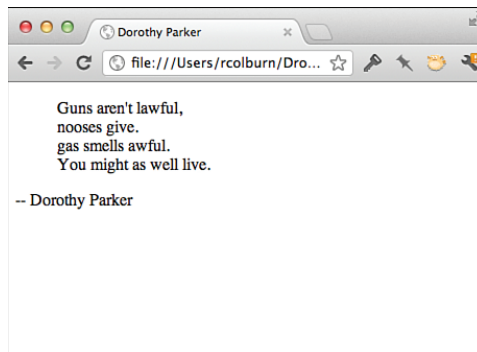 Dorothy Parker
file:///Users/rcolburn/Dro...
Guns aren't lawful,
nooses give.
gas smells awful.
You might as well live.
-- Dorothy Parker